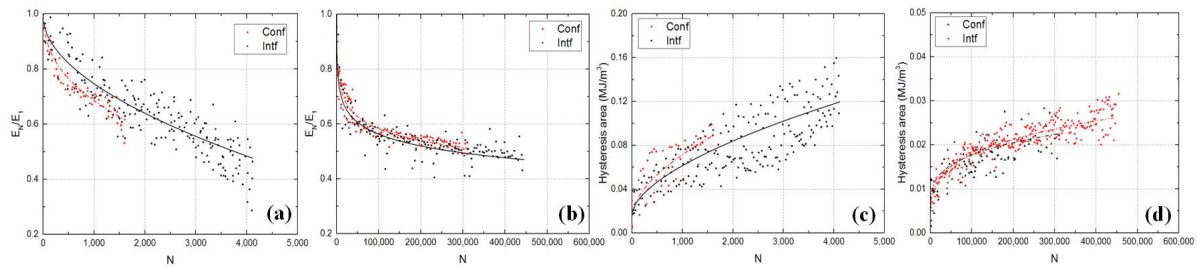 1.0
0.8
0.6
0.4
0.2
E_N/E_1
Conf
Intf
(a)
0 1,000 2,000 3,000 4,000 5,000
N
1.0
0.8
0.6
0.4
0.2
E_N/E_1
Conf
Intf
(b)
0 100,000 200,000 300,000 400,000 500,000 600,000
N
0.20
0.16
0.12
0.08
0.04
0.00
Hysteresis area (MJ/m³)
Conf
Intf
(c)
0 1,000 2,000 3,000 4,000 5,000
N
0.05
0.04
0.03
0.02
0.01
0.00
Hysteresis area (MJ/m³)
Conf
Intf
(d)
0 100,000 200,000 300,000 400,000 500,000 600,000
N